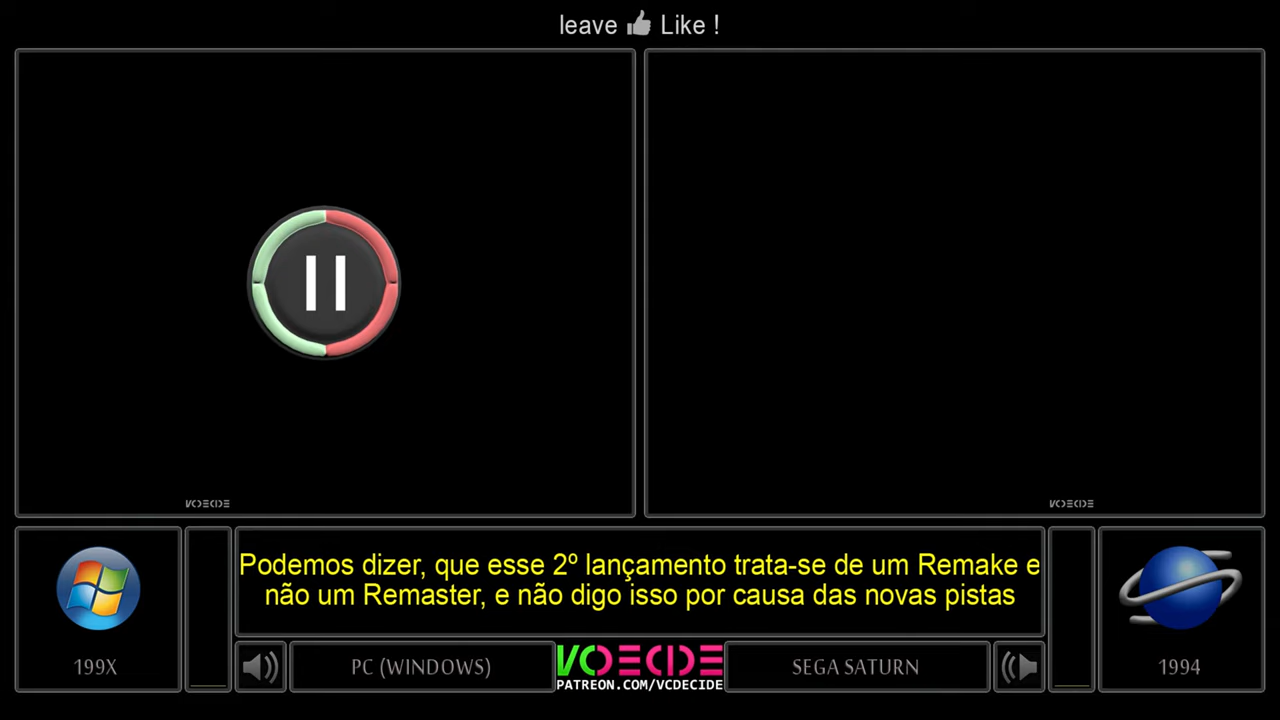 leave Like !
VCDECIDE
VCDECIDE
Podemos dizer, que esse 2º lançamento trata-se de um Remake e
não um Remaster, e não digo isso por causa das novas pistas
199X
PC (WINDOWS)
VCDECIDE
PATREON.COM/VCDECIDE
SEGA SATURN
1994